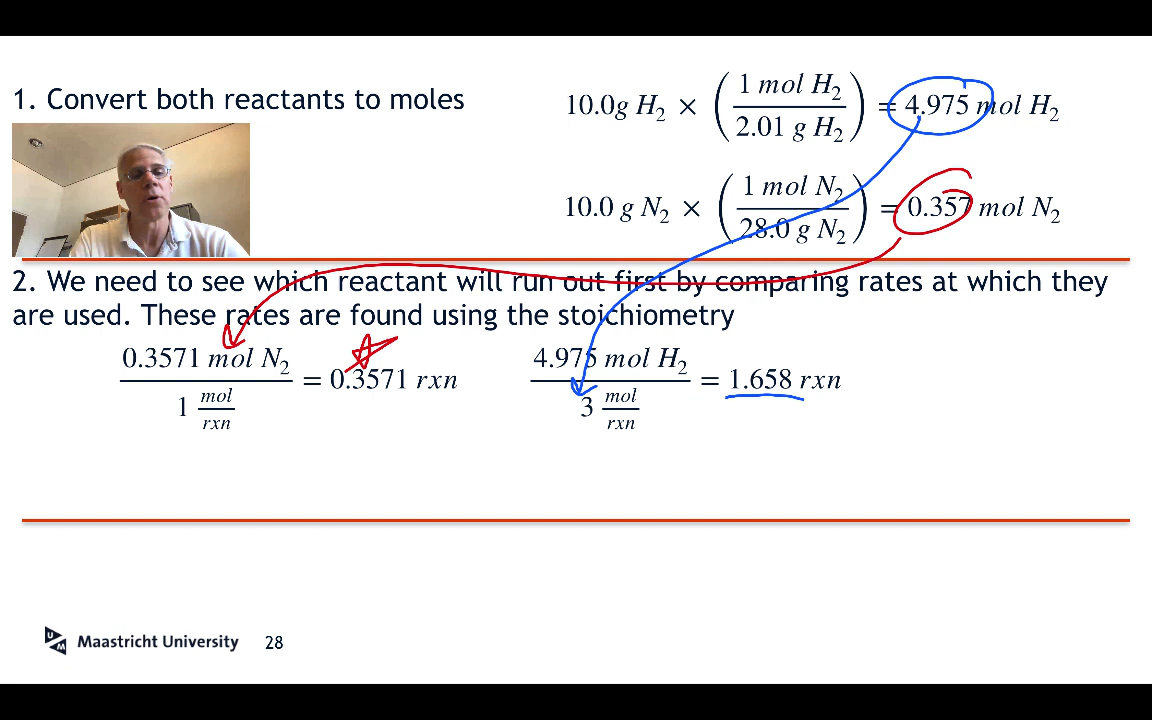 1. Convert both reactants to moles
10.0g H₂ × (1 mol H₂ / 2.01 g H₂) = 4.975 mol H₂
10.0 g N₂ × (1 mol N₂ / 28.0 g N₂) = 0.357 mol N₂
2. We need to see which reactant will run out first by comparing rates at which they
are used. These rates are found using the stoichiometry
0.3571 mol N₂ / 1 mol/rxn = 0.3571 rxn
4.975 mol H₂ / 3 mol/rxn = 1.658 rxn
UM Maastricht University 28